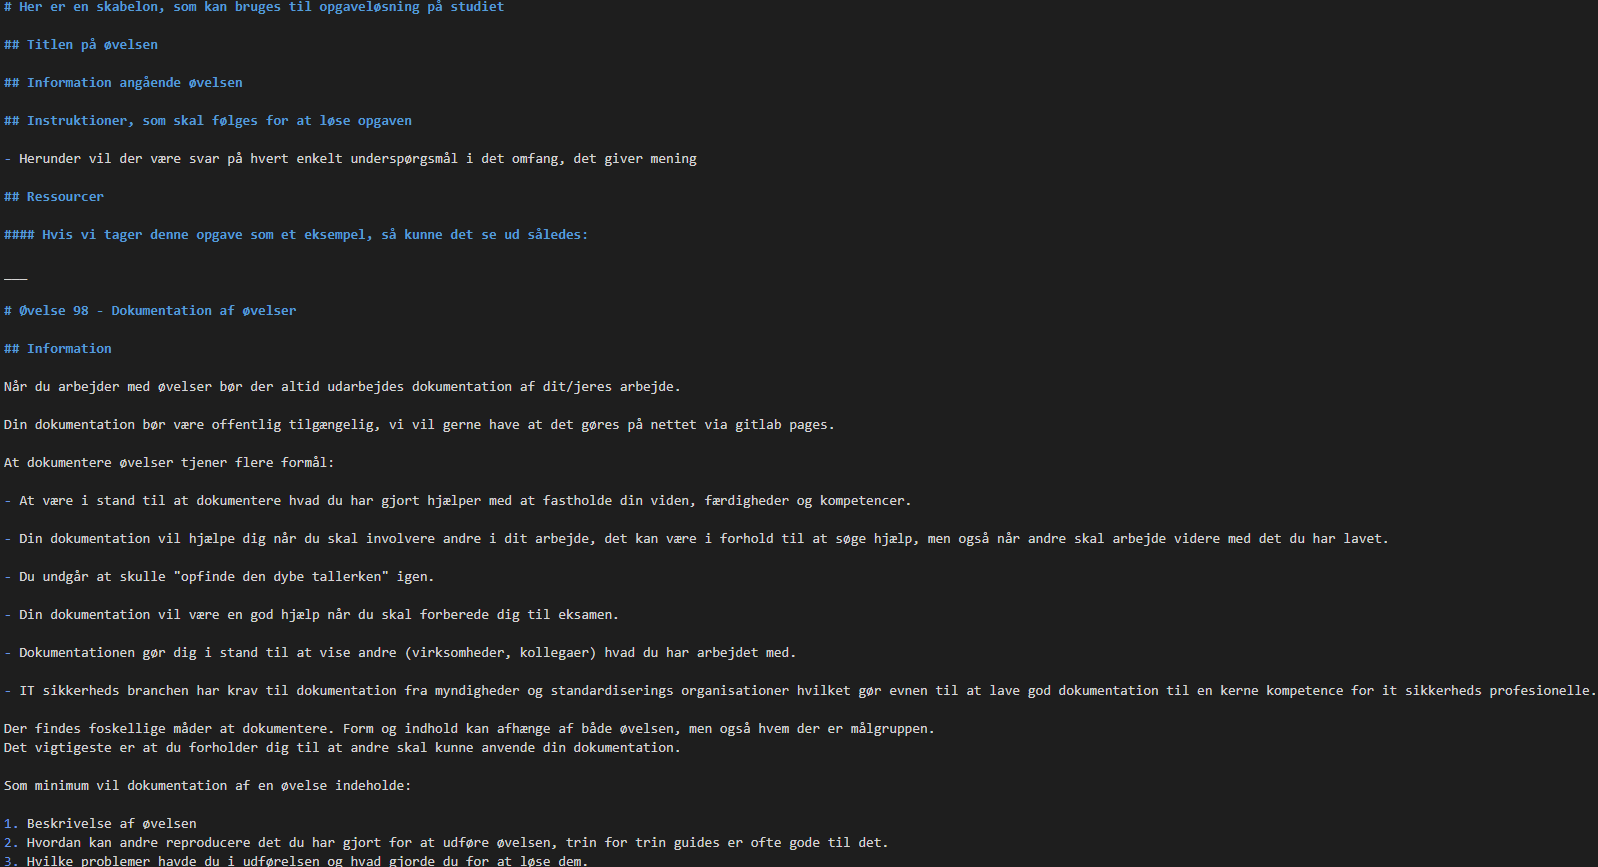 # Her er en skabelon, som kan bruges til opgaveløsning på studiet
## Titlen på øvelsen
## Information angående øvelsen
## Instruktioner, som skal følges for at løse opgaven
- Herunder vil der være svar på hvert enkelt underspørgsmål i det omfang, det giver mening
## Ressourcer
#### Hvis vi tager denne opgave som et eksempel, så kunne det se ud således:
___
# Øvelse 98 - Dokumentation af øvelser
## Information
Når du arbejder med øvelser bør der altid udarbejdes dokumentation af dit/jeres arbejde.
Din dokumentation bør være offentlig tilgængelig, vi vil gerne have at det gøres på nettet via gitlab pages.
At dokumentere øvelser tjener flere formål:
- At være i stand til at dokumentere hvad du har gjort hjælper med at fastholde din viden, færdigheder og kompetencer.
- Din dokumentation vil hjælpe dig når du skal involvere andre i dit arbejde, det kan være i forhold til at søge hjælp, men også når andre skal arbejde videre med det du har lavet.
- Du undgår at skulle "opfinde den dybe tallerken" igen.
- Din dokumentation vil være en god hjælp når du skal forberede dig til eksamen.
- Dokumentationen gør dig i stand til at vise andre (virksomheder, kollegaer) hvad du har arbejdet med.
- IT sikkerheds branchen har krav til dokumentation fra myndigheder og standardiserings organisationer hvilket gør evnen til at lave god dokumentation til en kerne kompetence for it sikkerheds profesionelle.
Der findes foskellige måder at dokumentere. Form og indhold kan afhænge af både øvelsen, men også hvem der er målgruppen.
Det vigtigeste er at du forholder dig til at andre skal kunne anvende din dokumentation.
Som minimum vil dokumentation af en øvelse indeholde:
1. Beskrivelse af øvelsen
2. Hvordan kan andre reproducere det du har gjort for at udføre øvelsen, trin for trin guides er ofte gode til det.
3. Hvilke problemer havde du i udførelsen og hvad gjorde du for at løse dem.